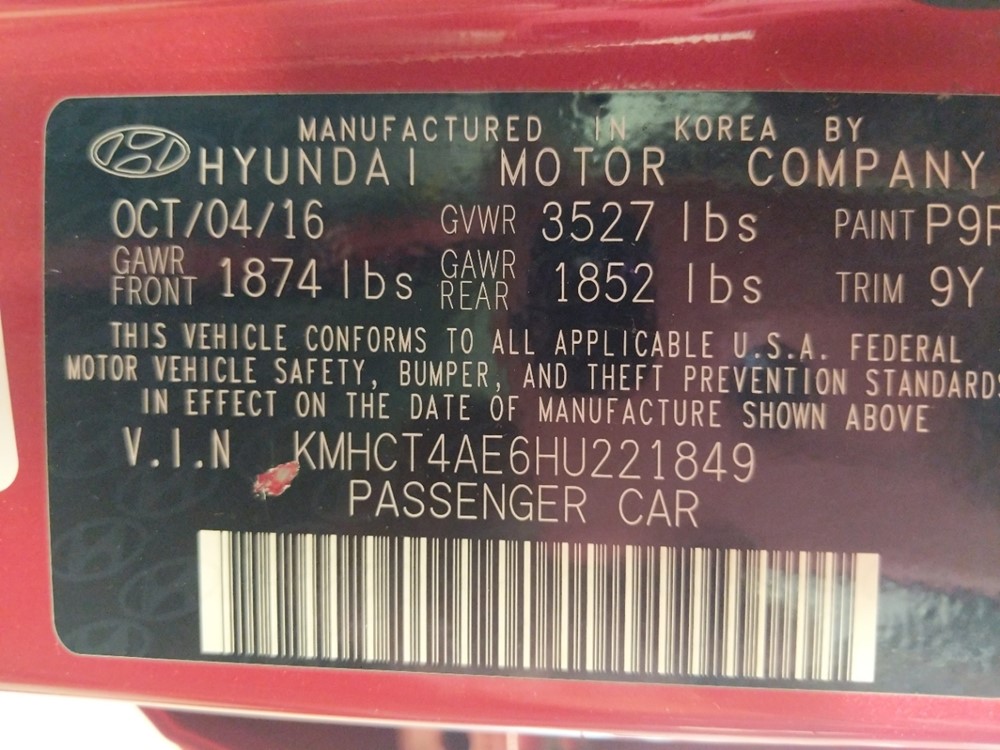 MANUFACTURED IN KOREA BY
HYUNDAI MOTOR COMPANY
OCT/04/16 GVWR 3527 lbs PAINT P9R
GAWR FRONT 1874 lbs GAWR REAR 1852 lbs TRIM 9Y
THIS VEHICLE CONFORMS TO ALL APPLICABLE U.S.A. FEDERAL
MOTOR VEHICLE SAFETY, BUMPER, AND THEFT PREVENTION STANDARDS
IN EFFECT ON THE DATE OF MANUFACTURE SHOWN ABOVE
V.I.N KMHCT4AE6HU221849
PASSENGER CAR